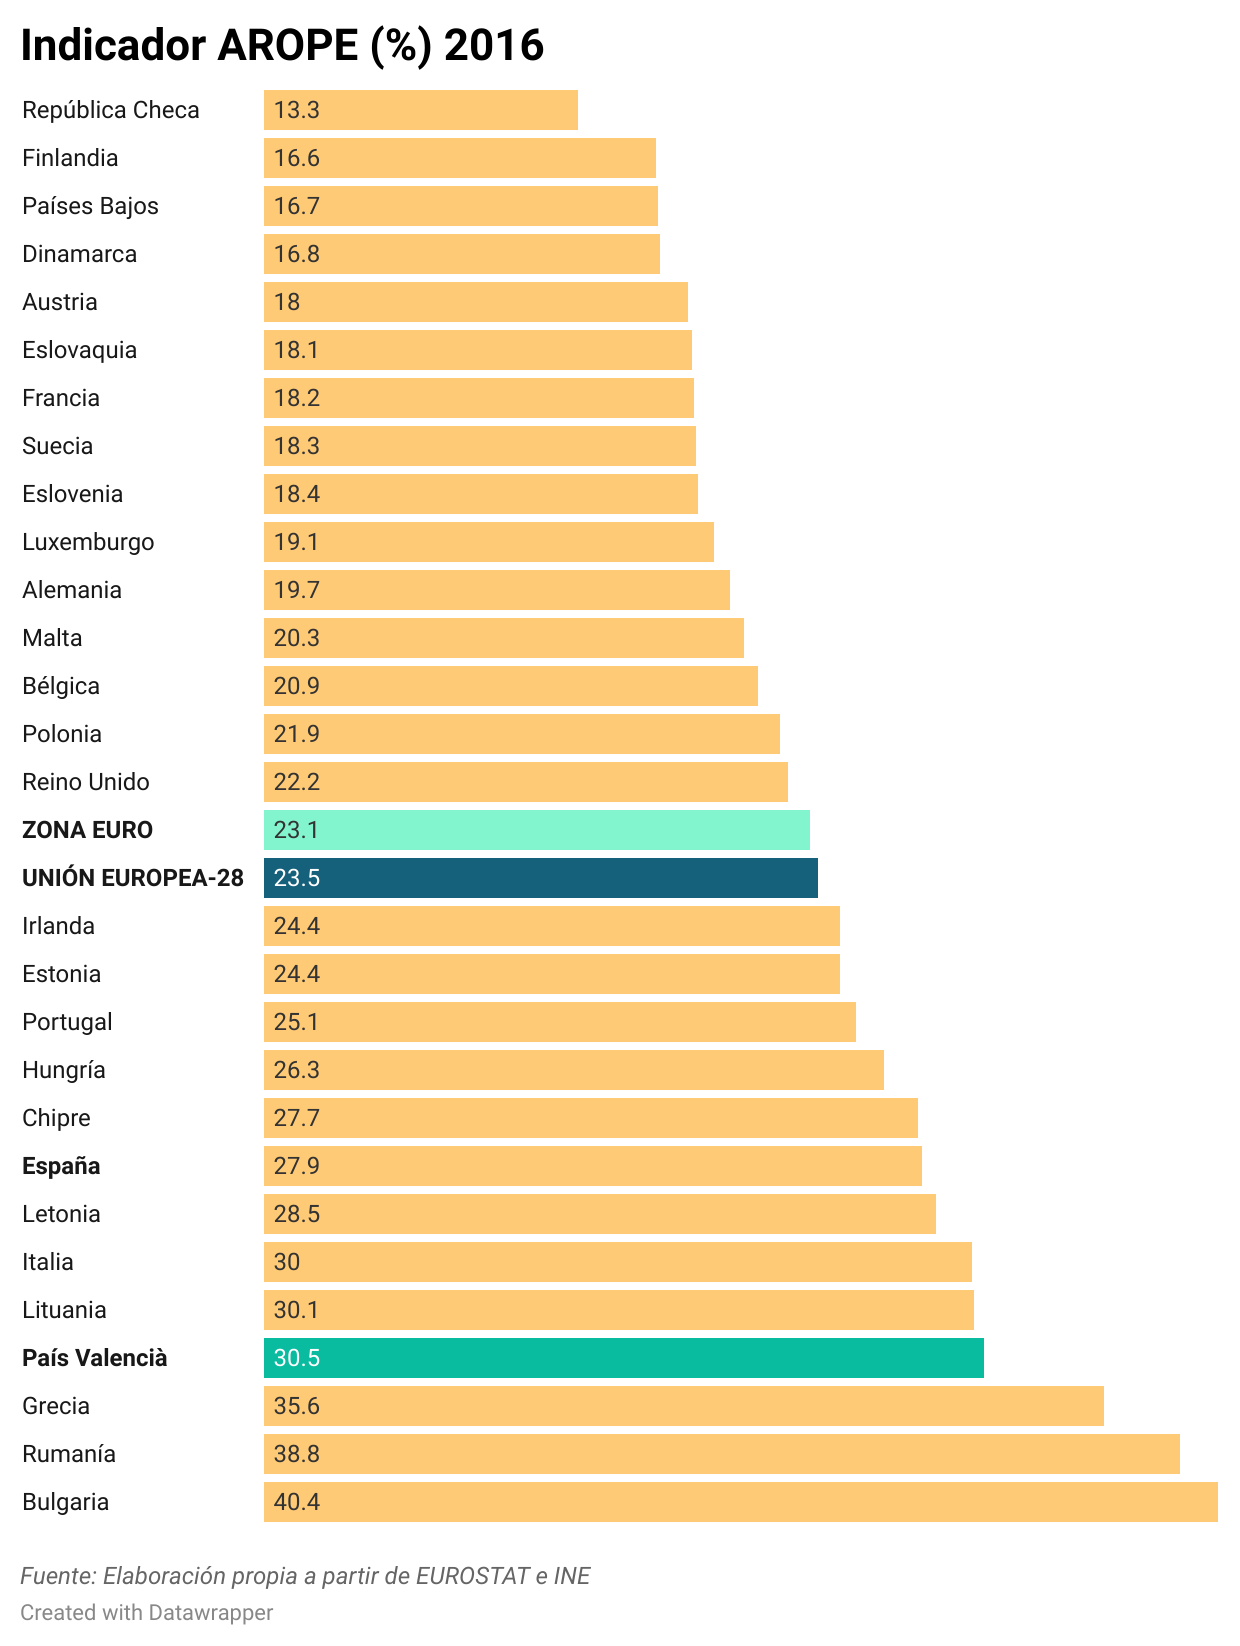 Indicador AROPE (%) 2016
República Checa 13.3
Finlandia 16.6
Países Bajos 16.7
Dinamarca 16.8
Austria 18
Eslovaquia 18.1
Francia 18.2
Suecia 18.3
Eslovenia 18.4
Luxemburgo 19.1
Alemania 19.7
Malta 20.3
Bélgica 20.9
Polonia 21.9
Reino Unido 22.2
ZONA EURO 23.1
UNIÓN EUROPEA-28 23.5
Irlanda 24.4
Estonia 24.4
Portugal 25.1
Hungría 26.3
Chipre 27.7
España 27.9
Letonia 28.5
Italia 30
Lituania 30.1
País Valencià 30.5
Grecia 35.6
Rumanía 38.8
Bulgaria 40.4
Fuente: Elaboración propia a partir de EUROSTAT e INE
Created with Datawrapper